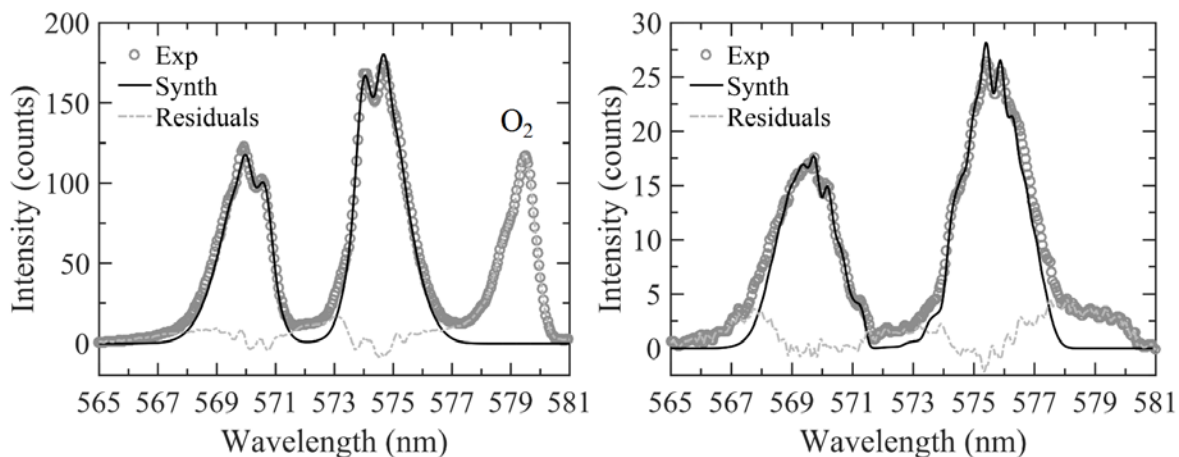 200
150
100
50
0
Intensity (counts)
Exp
Synth
Residuals
O₂
565 567 569 571 573 575 577 579 581
Wavelength (nm)
30
25
20
15
10
5
0
Intensity (counts)
Exp
Synth
Residuals
565 567 569 571 573 575 577 579 581
Wavelength (nm)